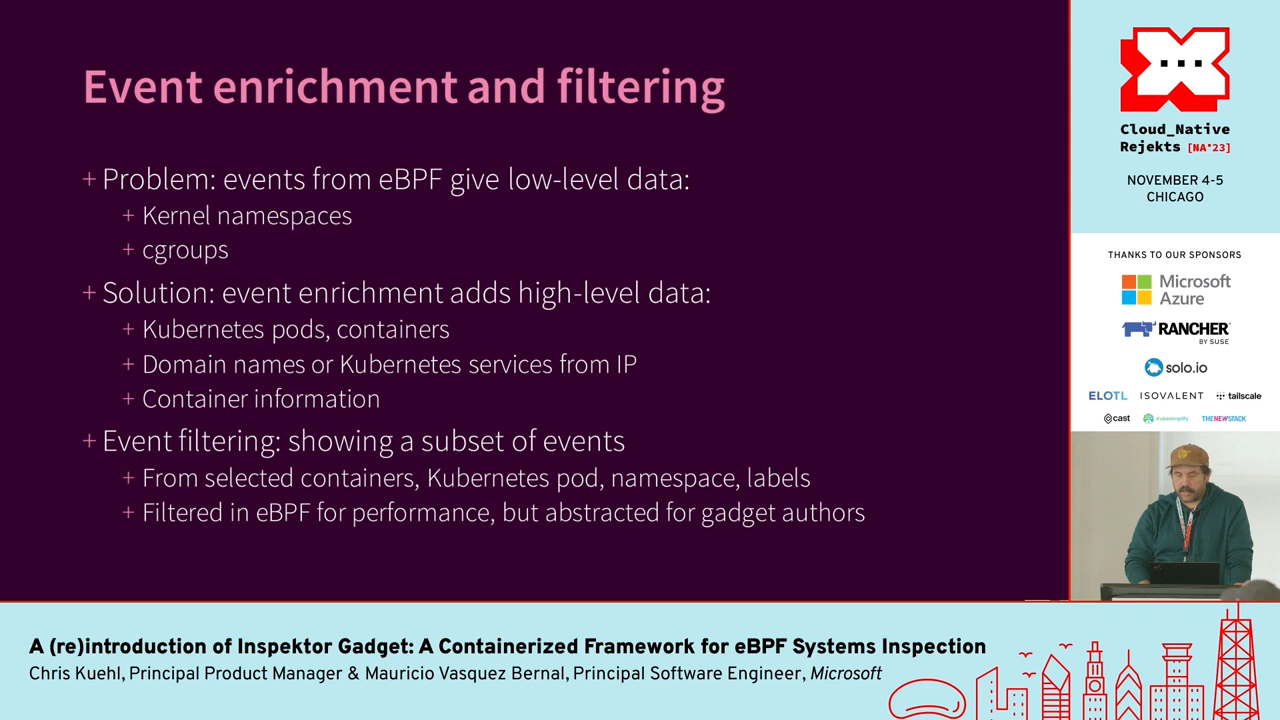 Event enrichment and filtering
+ Problem: events from eBPF give low-level data:
+ Kernel namespaces
+ cgroups
+ Solution: event enrichment adds high-level data:
+ Kubernetes pods, containers
+ Domain names or Kubernetes services from IP
+ Container information
+ Event filtering: showing a subset of events
+ From selected containers, Kubernetes pod, namespace, labels
+ Filtered in eBPF for performance, but abstracted for gadget authors
Cloud_Native
Rejekts [NA'23]
NOVEMBER 4-5
CHICAGO
THANKS TO OUR SPONSORS
Microsoft
Azure
RANCHER
BY SUSE
solo.io
ELOTL ISOVALENT tailscale
cast kubesimplify THENEWSTACK
A (re)introduction of Inspektor Gadget: A Containerized Framework for eBPF Systems Inspection
Chris Kuehl, Principal Product Manager & Mauricio Vasquez Bernal, Principal Software Engineer, Microsoft